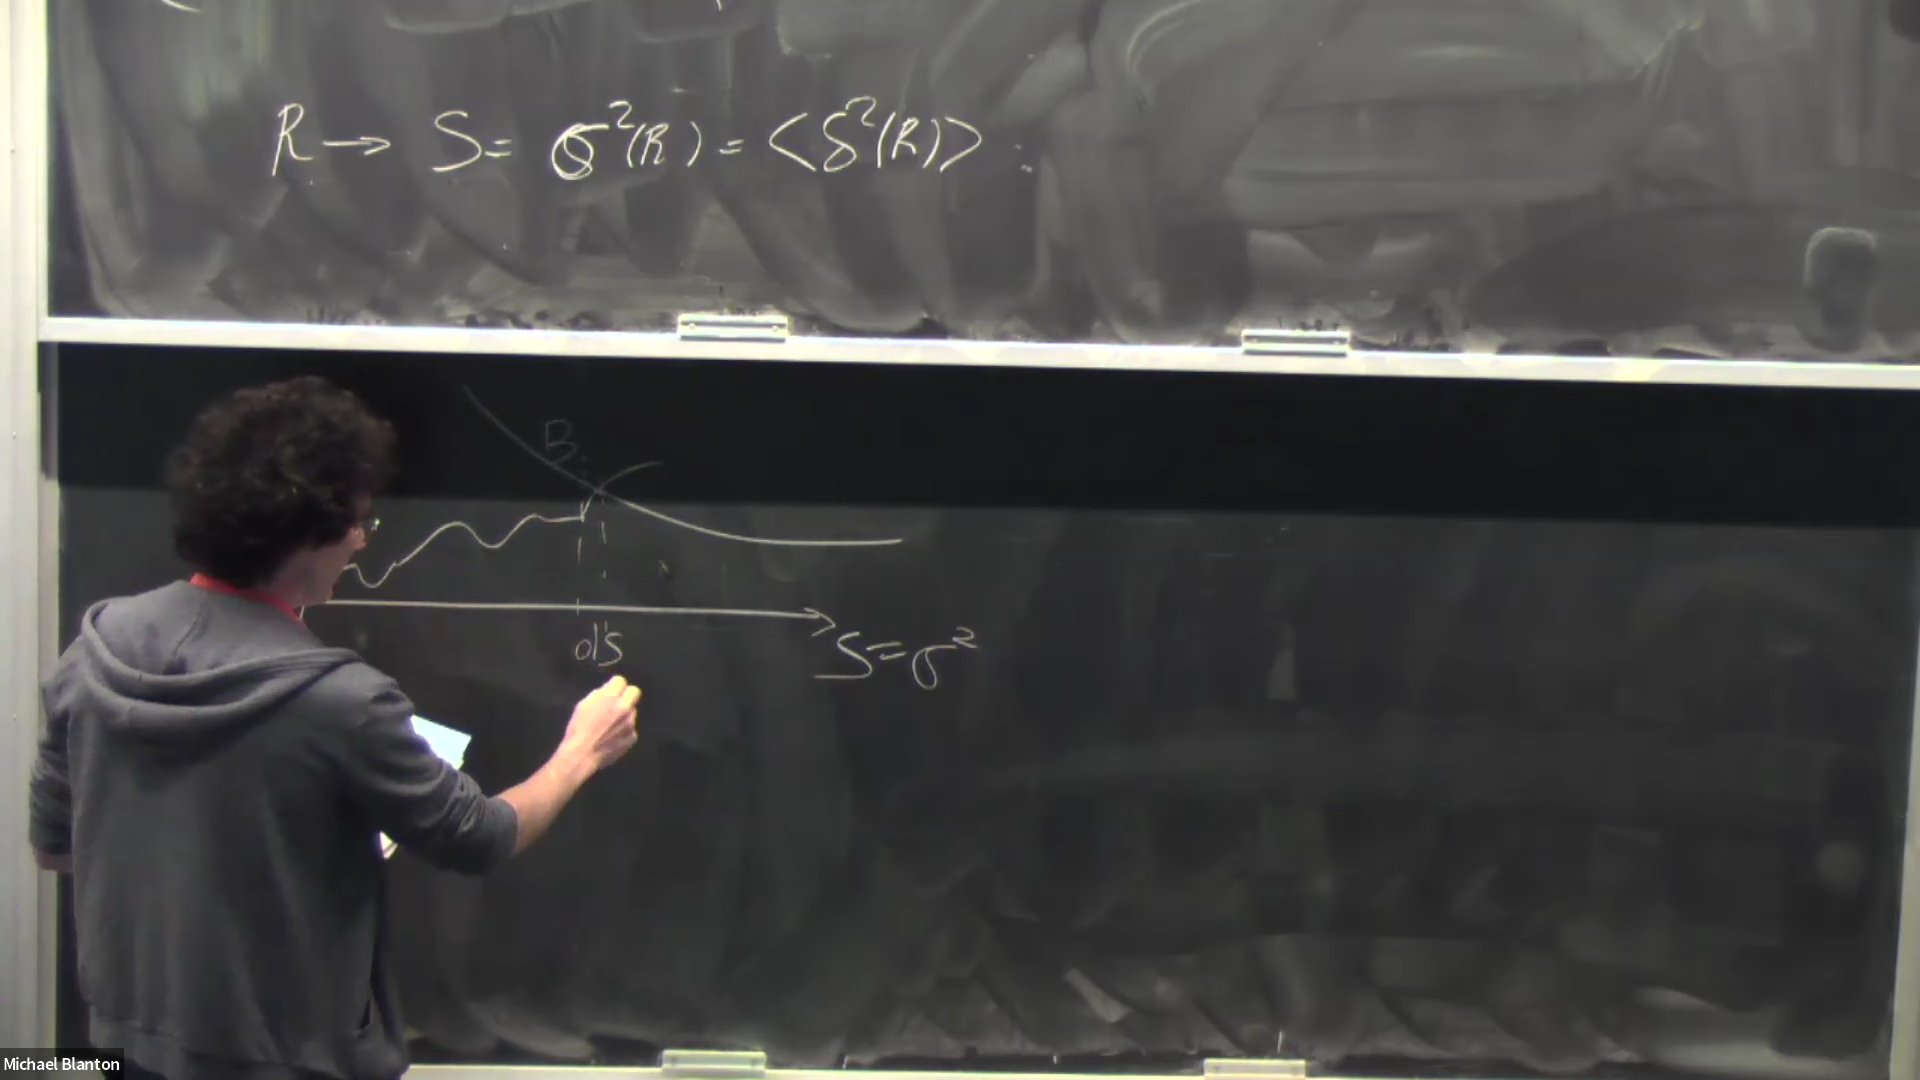 R → S = σ²(R) = <δ²(R)>
B
dS
S = σ²
Michael Blanton